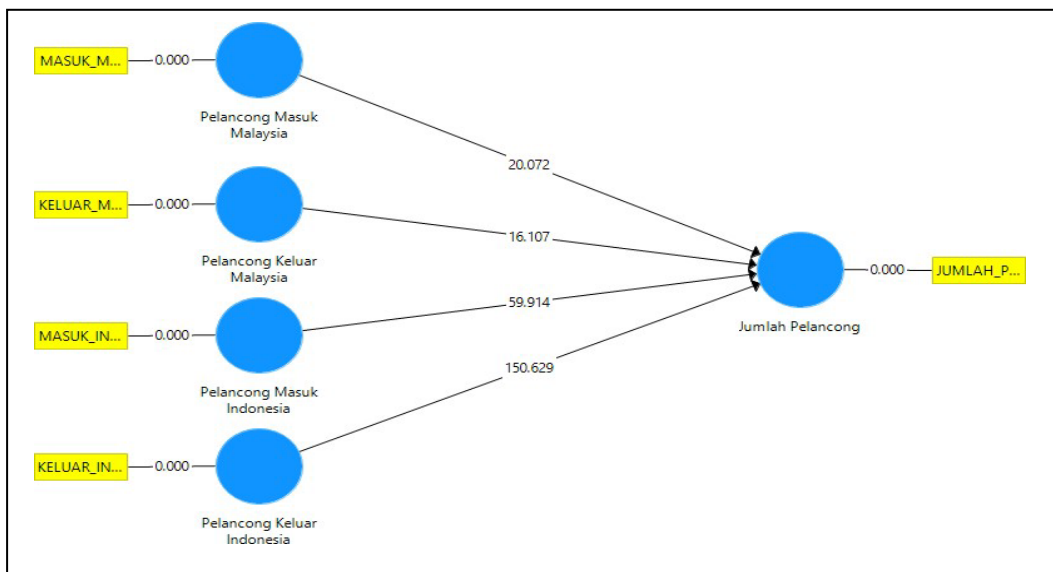 MASUK_M...
0.000
Pelancong Masuk
Malaysia
20.072
KELUAR_M...
0.000
Pelancong Keluar
Malaysia
16.107
MASUK_IN...
0.000
Pelancong Masuk
Indonesia
59.914
KELUAR_IN...
0.000
Pelancong Keluar
Indonesia
150.629
Jumlah Pelancong
0.000
JUMLAH_P...